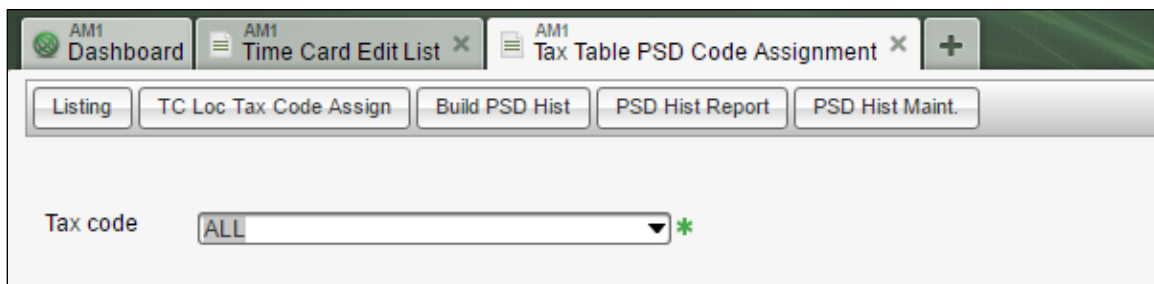 AM1 AM1 AM1
Dashboard Time Card Edit List Tax Table PSD Code Assignment
Listing TC Loc Tax Code Assign Build PSD Hist PSD Hist Report PSD Hist Maint.
Tax code ALL *